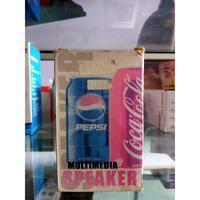 PEPSI
Coca-Cola
MULTIMEDIA
SPEAKER